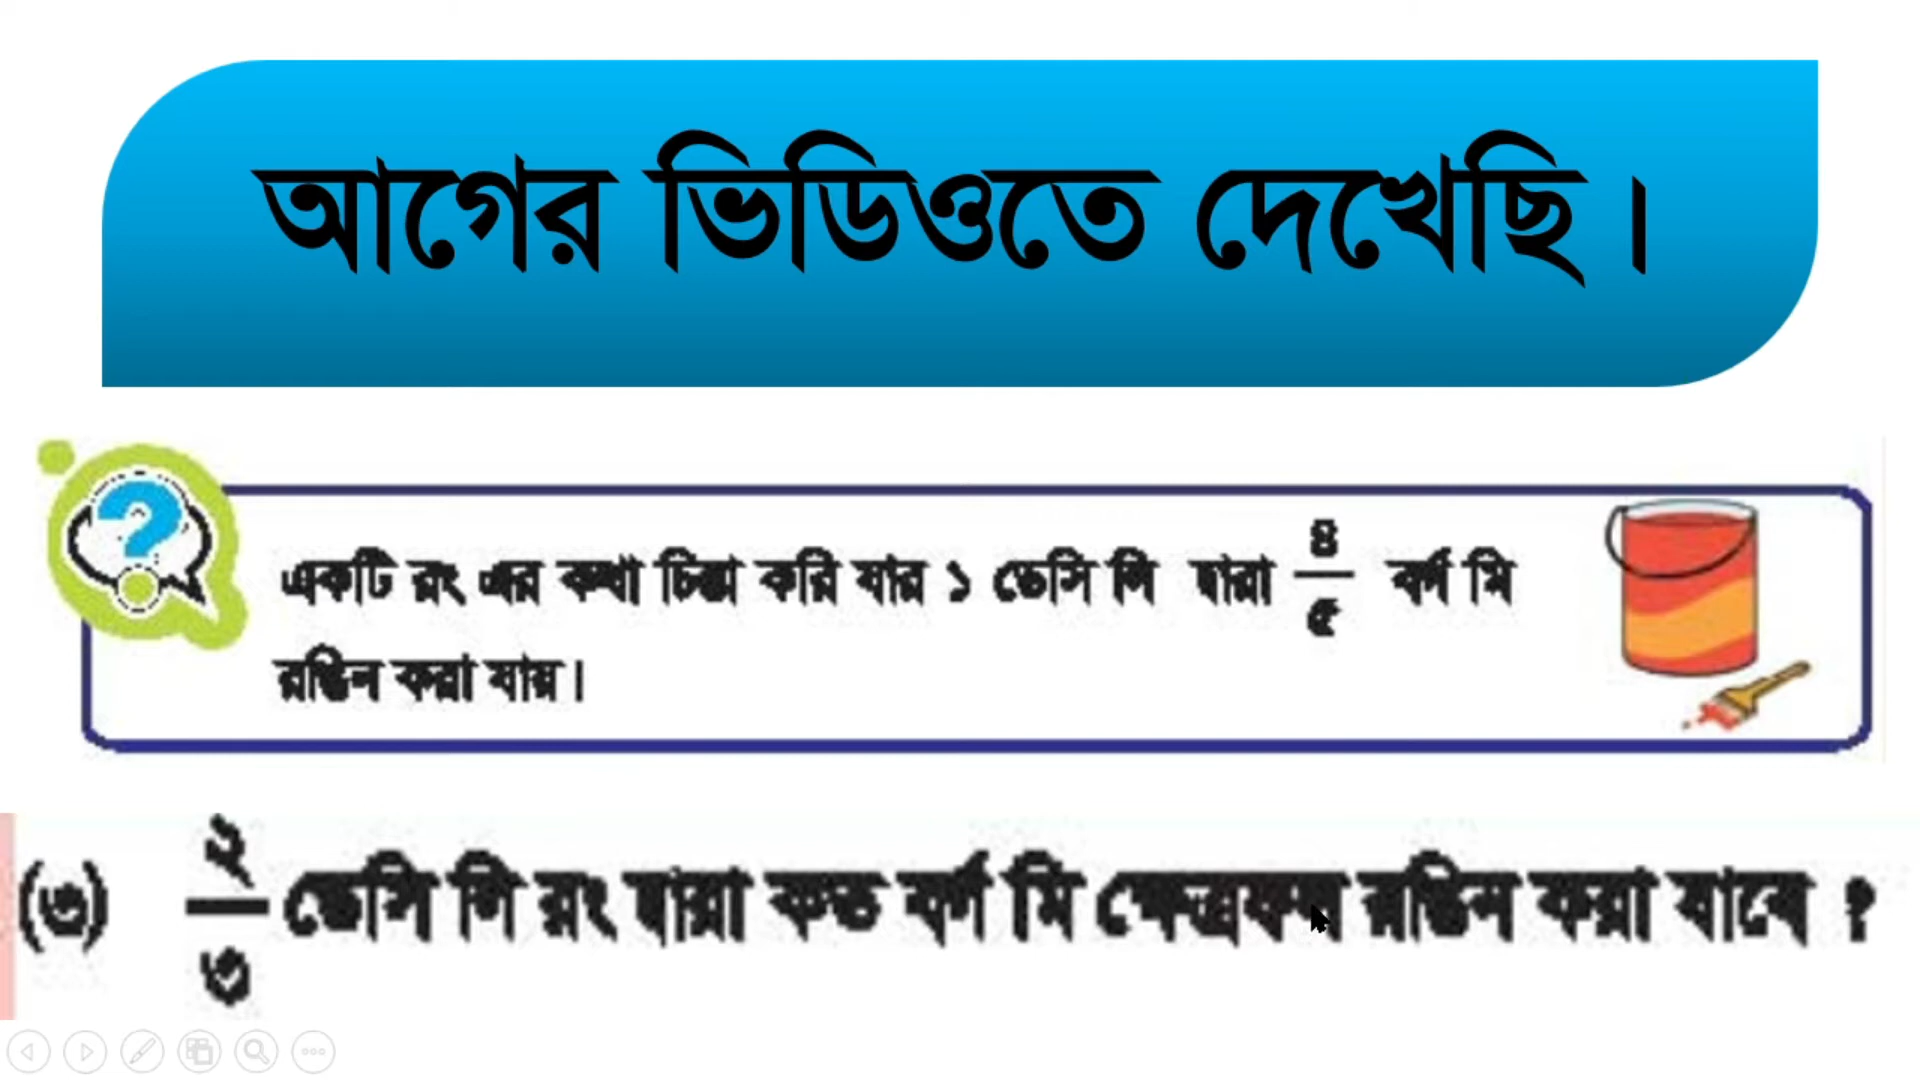 আগের ভিডিওতে দেখেছি।
একটি রং এর কথা চিন্তা করি যার ১ ডেসি লি দ্বারা ৪/৫ বর্গ মি
রঙিন করা যায়।
(৩) ২/৩ ডেসি লি রং দ্বারা কত বর্গ মি ক্ষেত্রফল রঙিন করা যাবে ?